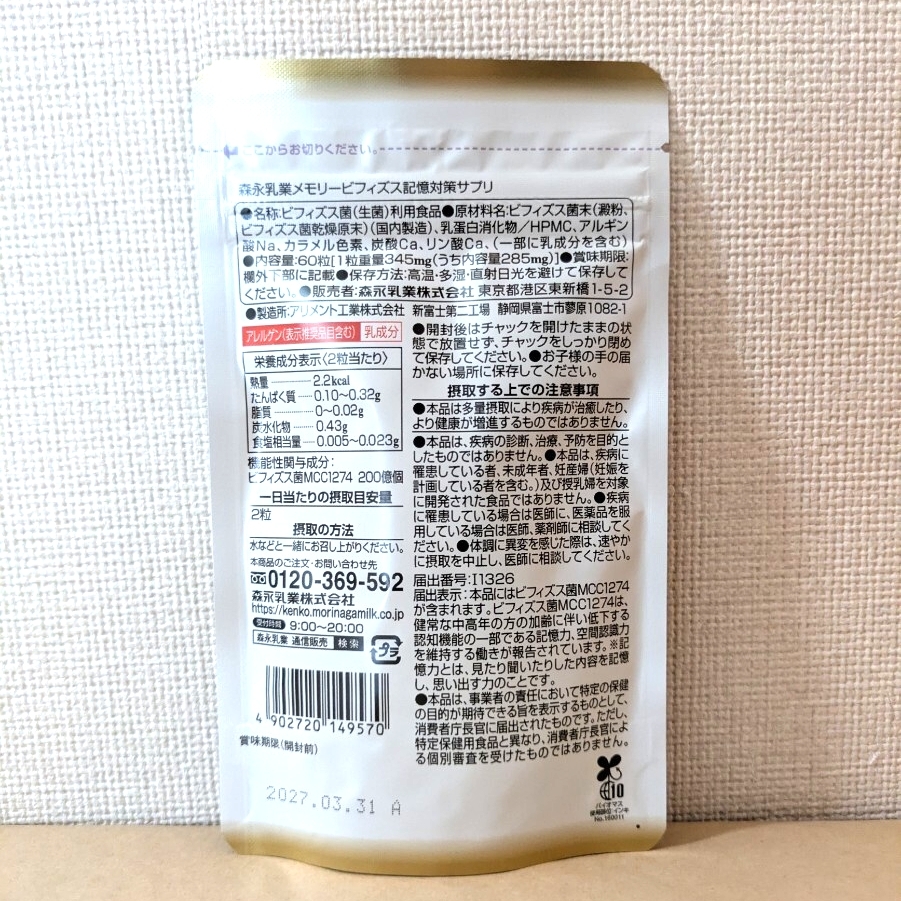 ここからお切りください。
森永乳業メモリービフィズス記憶対策サプリ
●名称:ビフィズス菌(生菌)利用食品●原材料名:ビフィズス菌末(澱粉、
ビフィズス菌乾燥原末)(国内製造)、乳蛋白消化物/HPMC、アルギン
酸Na、カラメル色素、炭酸Ca、リン酸Ca、(一部に乳成分を含む)
●内容量:60粒[1粒重量345mg(うち内容量285mg)]●賞味期限:
欄外下部に記載●保存方法:高温・多湿・直射日光を避けて保存して
ください。●販売者:森永乳業株式会社 東京都港区東新橋1-5-2
●製造所:アリメント工業株式会社 新富士第二工場 静岡県富士市蓼原1082-1
アレルゲン(表示推奨品目含む) 乳成分
栄養成分表示〈2粒当たり〉
熱量 2.2kcal
たんぱく質 0.10~0.32g
脂質 0~0.02g
炭水化物 0.43g
食塩相当量 0.005~0.023g
機能性関与成分:
ビフィズス菌MCC1274 200億個
一日当たりの摂取目安量
2粒
摂取の方法
水などと一緒にお召し上がりください。
本商品のご注文・お問い合わせ先
0120-369-592
森永乳業株式会社
https://kenko.morinagamilk.co.jp
受付時間 9:00~20:00
森永乳業 通信販売 検索
プラ
4 902720 149570
賞味期限(開封前)
2027.03.31 A
●開封後はチャックを開けたままの状
態で放置せず、チャックをしっかり閉め
て保存してください。●お子様の手の届
かない場所に保存してください。
摂取する上での注意事項
●本品は多量摂取により疾病が治癒したり、
より健康が増進するものではありません。
●本品は、疾病の診断、治療、予防を目的と
したものではありません。●本品は、疾病に
罹患している者、未成年者、妊産婦(妊娠を
計画している者を含む。)及び授乳婦を対象
に開発された食品ではありません。●疾病
に罹患している場合は医師に、医薬品を服
用している場合は医師、薬剤師に相談してく
ださい。●体調に異変を感じた際は、速やか
に摂取を中止し、医師に相談してください。
届出番号:I1326
届出表示:本品にはビフィズス菌MCC1274
が含まれます。ビフィズス菌MCC1274は、
健常な中高年の方の加齢に伴い低下する
認知機能の一部である記憶力、空間認識力
を維持する働きが報告されています。※記
憶力とは、見たり聞いたりした内容を記憶
し、思い出す力のことです。
●本品は、事業者の責任において特定の保健
の目的が期待できる旨を表示するものとして、
消費者庁長官に届出されたものです。ただし、
特定保健用食品と異なり、消費者庁長官によ
る個別審査を受けたものではありません。
10
バイオマス
使用部位:インキ
No.160011